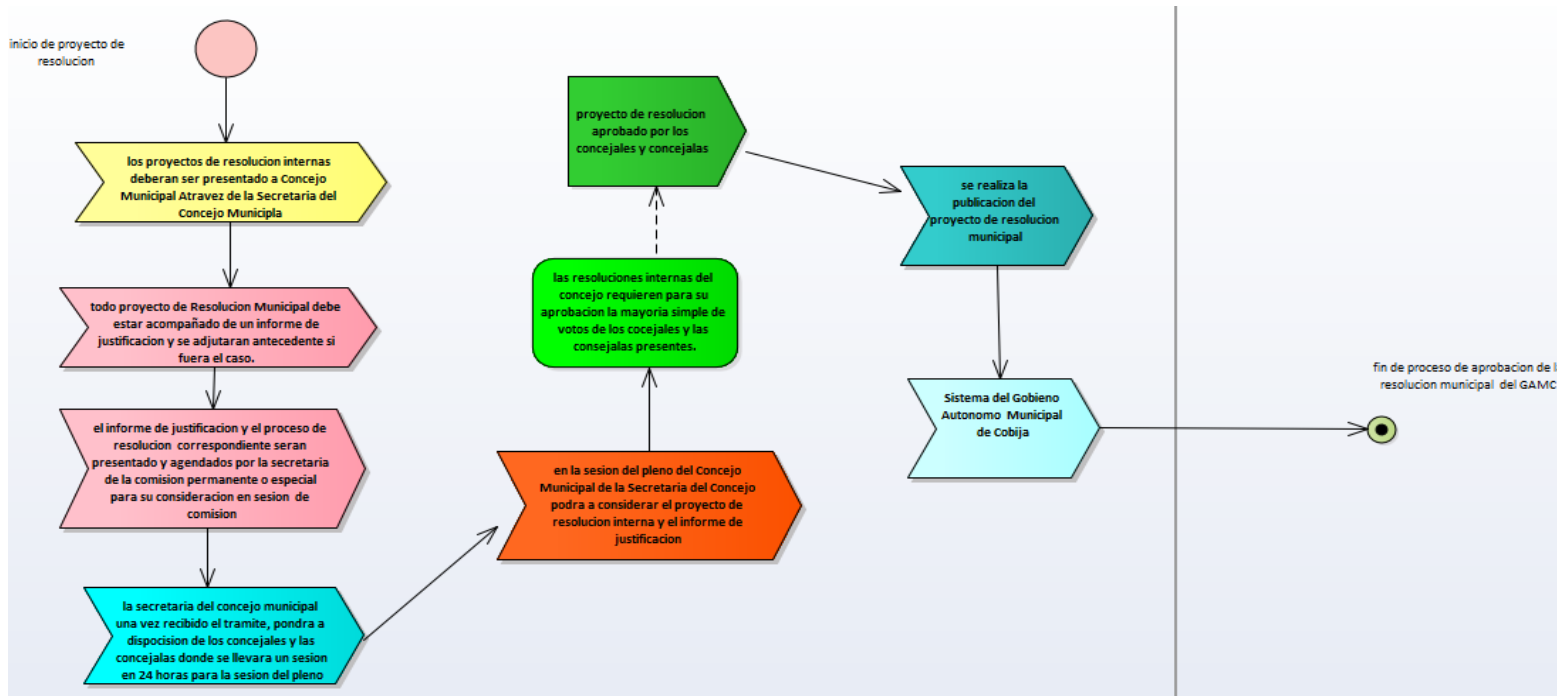 inicio de proyecto de
resolucion
los proyectos de resolucion internas
deberan ser presentado a Concejo
Municipal Atravez de la Secretaria del
Concejo Municipla
todo proyecto de Resolucion Municipal debe
estar acompañado de un informe de
justificacion y se adjutaran antecedente si
fuera el caso.
el informe de justificacion y el proceso de
resolucion correspondiente seran
presentado y agendados por la secretaria
de la comision permanente o especial
para su consideracion en sesion de
comision
la secretaria del concejo municipal
una vez recibido el tramite, pondra a
dispocision de los concejales y las
concejalas donde se llevara un sesion
en 24 horas para la sesion del pleno
en la sesion del pleno del Concejo
Municipal de la Secretaria del Concejo
podra a considerar el proyecto de
resolucion interna y el informe de
justificacion
las resoluciones internas del
concejo requieren para su
aprobacion la mayoria simple de
votos de los cocejales y las
consejalas presentes.
proyecto de resolucion
aprobado por los
concejales y concejalas
se realiza la
publicacion del
proyecto de resolucion
municipal
Sistema del Gobieno
Autonomo Municipal
de Cobija
fin de proceso de aprobacion de l
resolucion municipal del GAMC